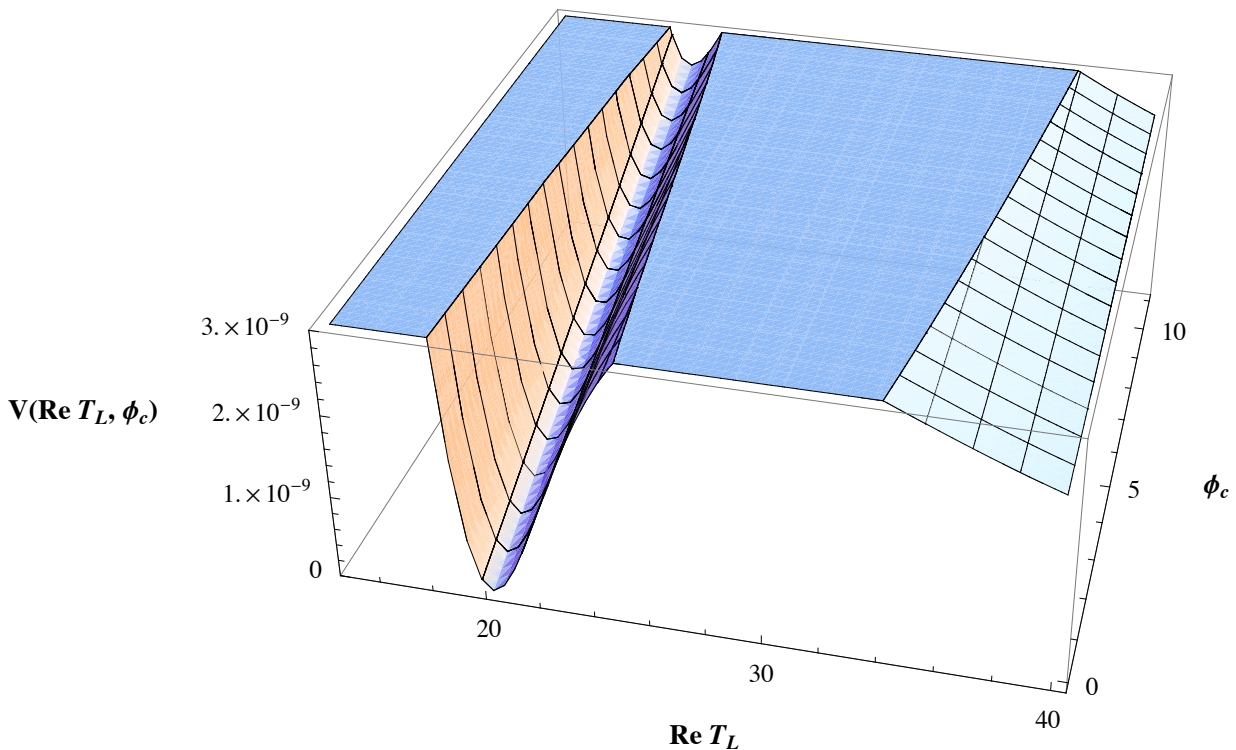 10
3. × 10⁻⁹
V(Re T_L, ϕ_c)
2. × 10⁻⁹
1. × 10⁻⁹
5
ϕ_c
0
20
30
0
40
Re T_L